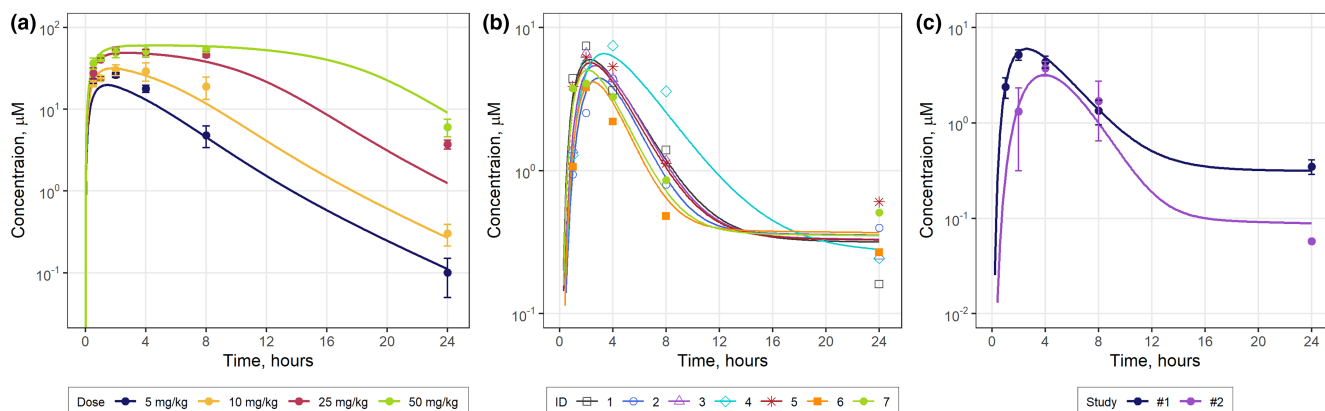 (a)
Concentraion, µM
10²
10¹
10⁰
10⁻¹
0 4 8 12 16 20 24
Time, hours
Dose 5 mg/kg 10 mg/kg 25 mg/kg 50 mg/kg
(b)
Concentraion, µM
10¹
10⁰
10⁻¹
0 4 8 12 16 20 24
Time, hours
ID 1 2 3 4 5 6 7
(c)
Concentraion, µM
10¹
10⁰
10⁻¹
10⁻²
0 4 8 12 16 20 24
Time, hours
Study #1 #2